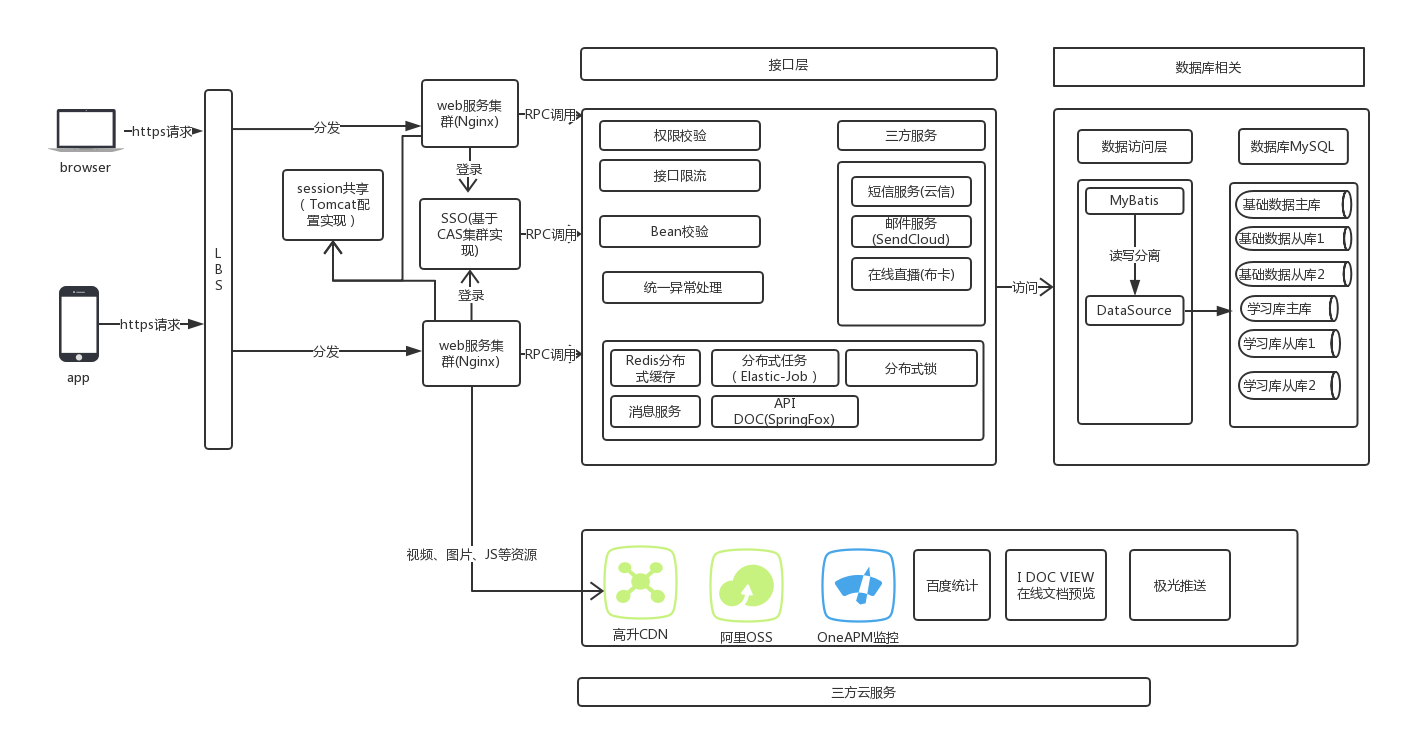 接口层
数据库相关
browser
https请求
app
https请求
L
B
S
分发
分发
web服务集
群(Nginx)
登录
session共享
（ Tomcat配
置实现 ）
SSO(基于
CAS集群实
现)
登录
web服务集
群(Nginx)
RPC调用
RPC调用
RPC调用
权限校验
接口限流
Bean校验
统一异常处理
三方服务
短信服务(云信)
邮件服务
(SendCloud)
在线直播(布卡)
Redis分布
式缓存
分布式任务
（ Elastic-Job ）
分布式锁
消息服务
API
DOC(SpringFox)
访问
数据访问层
MyBatis
读写分离
DataSource
数据库MySQL
基础数据主库
基础数据从库1
基础数据从库2
学习库主库
学习库从库1
学习库从库2
视频、图片、JS等资源
高升CDN
阿里OSS
OneAPM监控
百度统计
I DOC VIEW
在线文档预览
极光推送
三方云服务